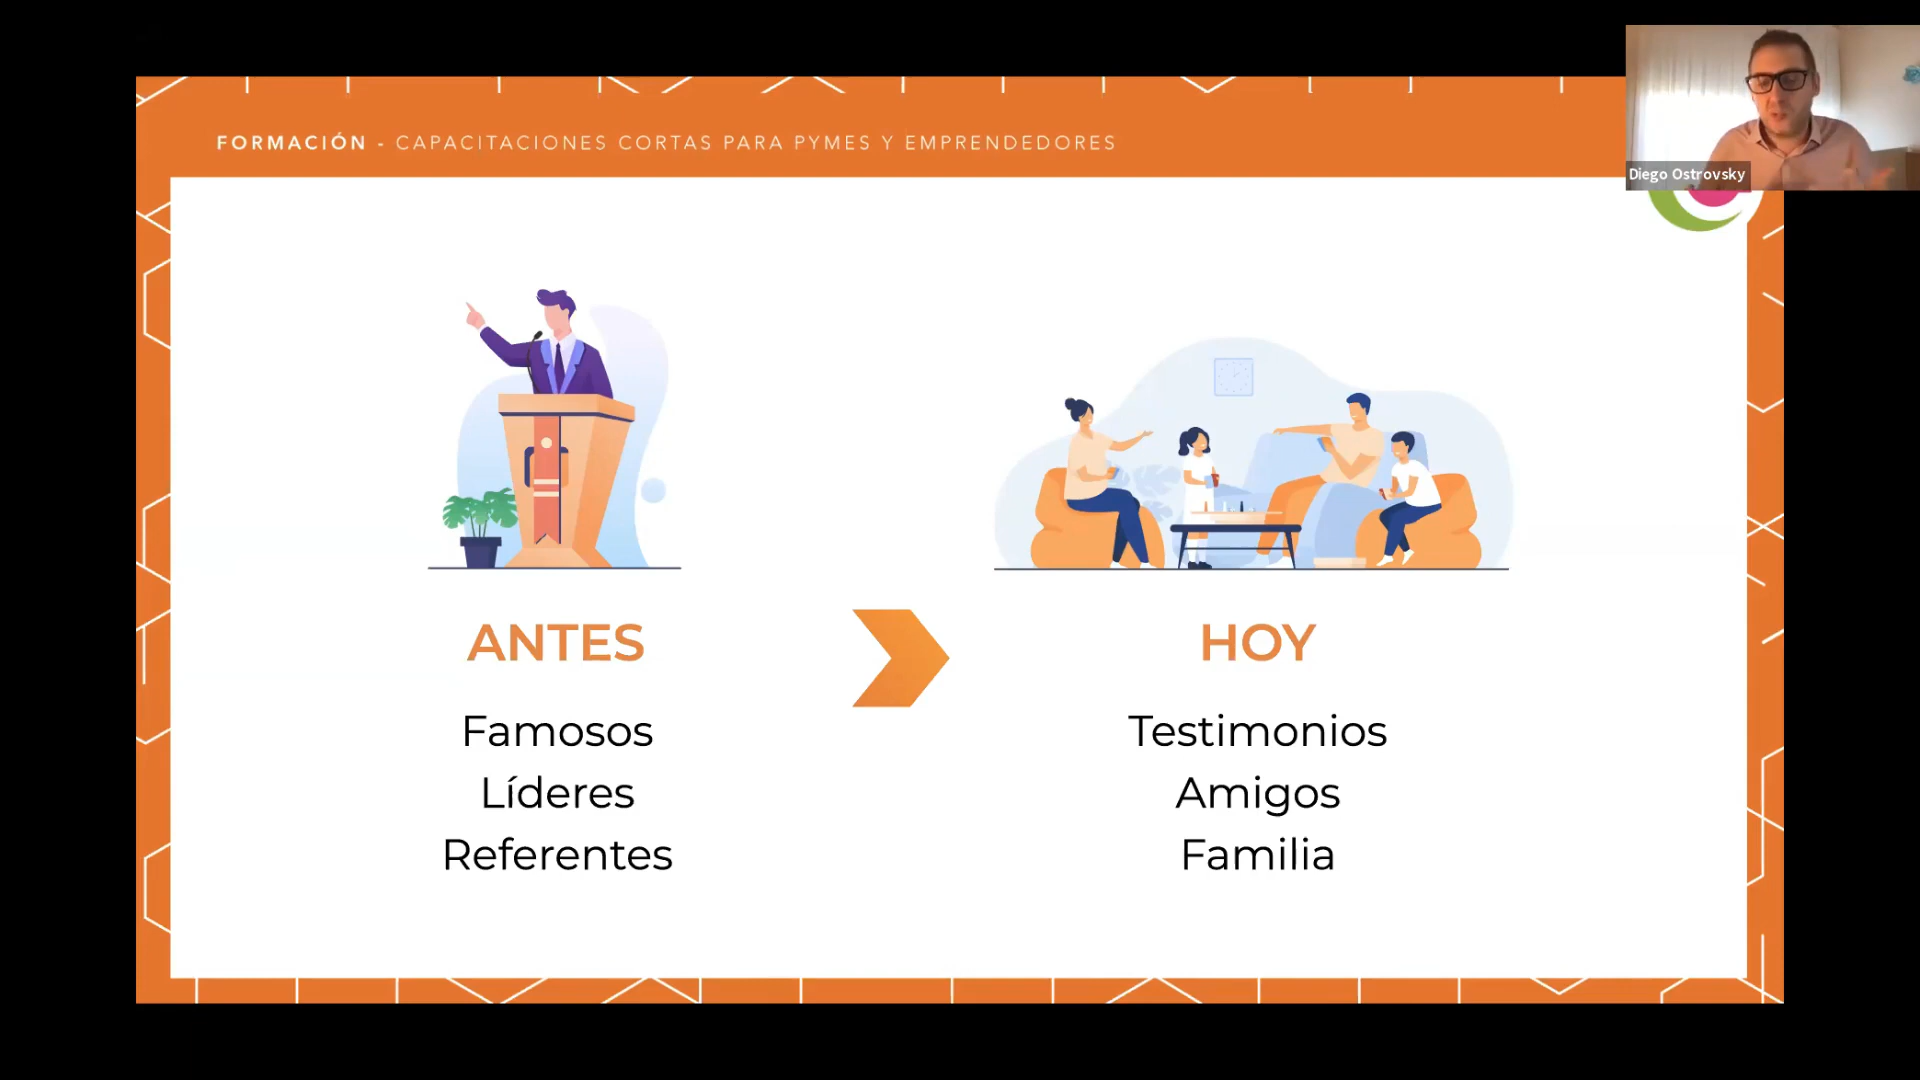 FORMACIÓN - CAPACITACIONES CORTAS PARA PYMES Y EMPRENDEDORES
Diego Ostrovsky
ANTES
Famosos
Líderes
Referentes
HOY
Testimonios
Amigos
Familia